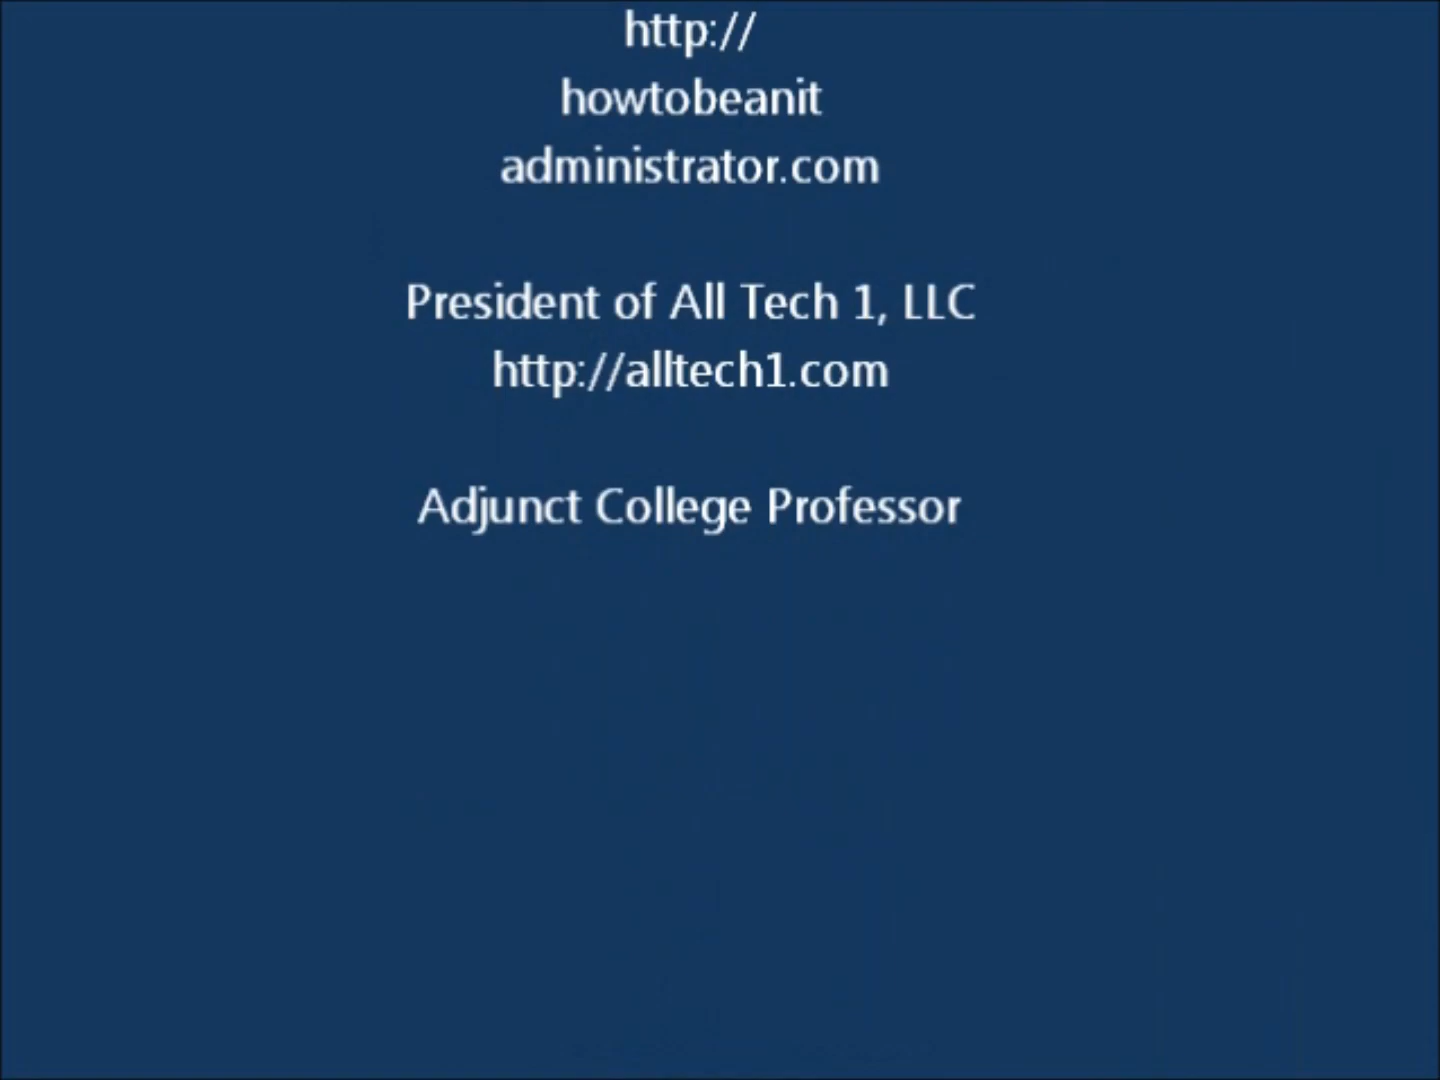 http://
howtobeanit
administrator.com
President of All Tech 1, LLC
http://alltech1.com
Adjunct College Professor